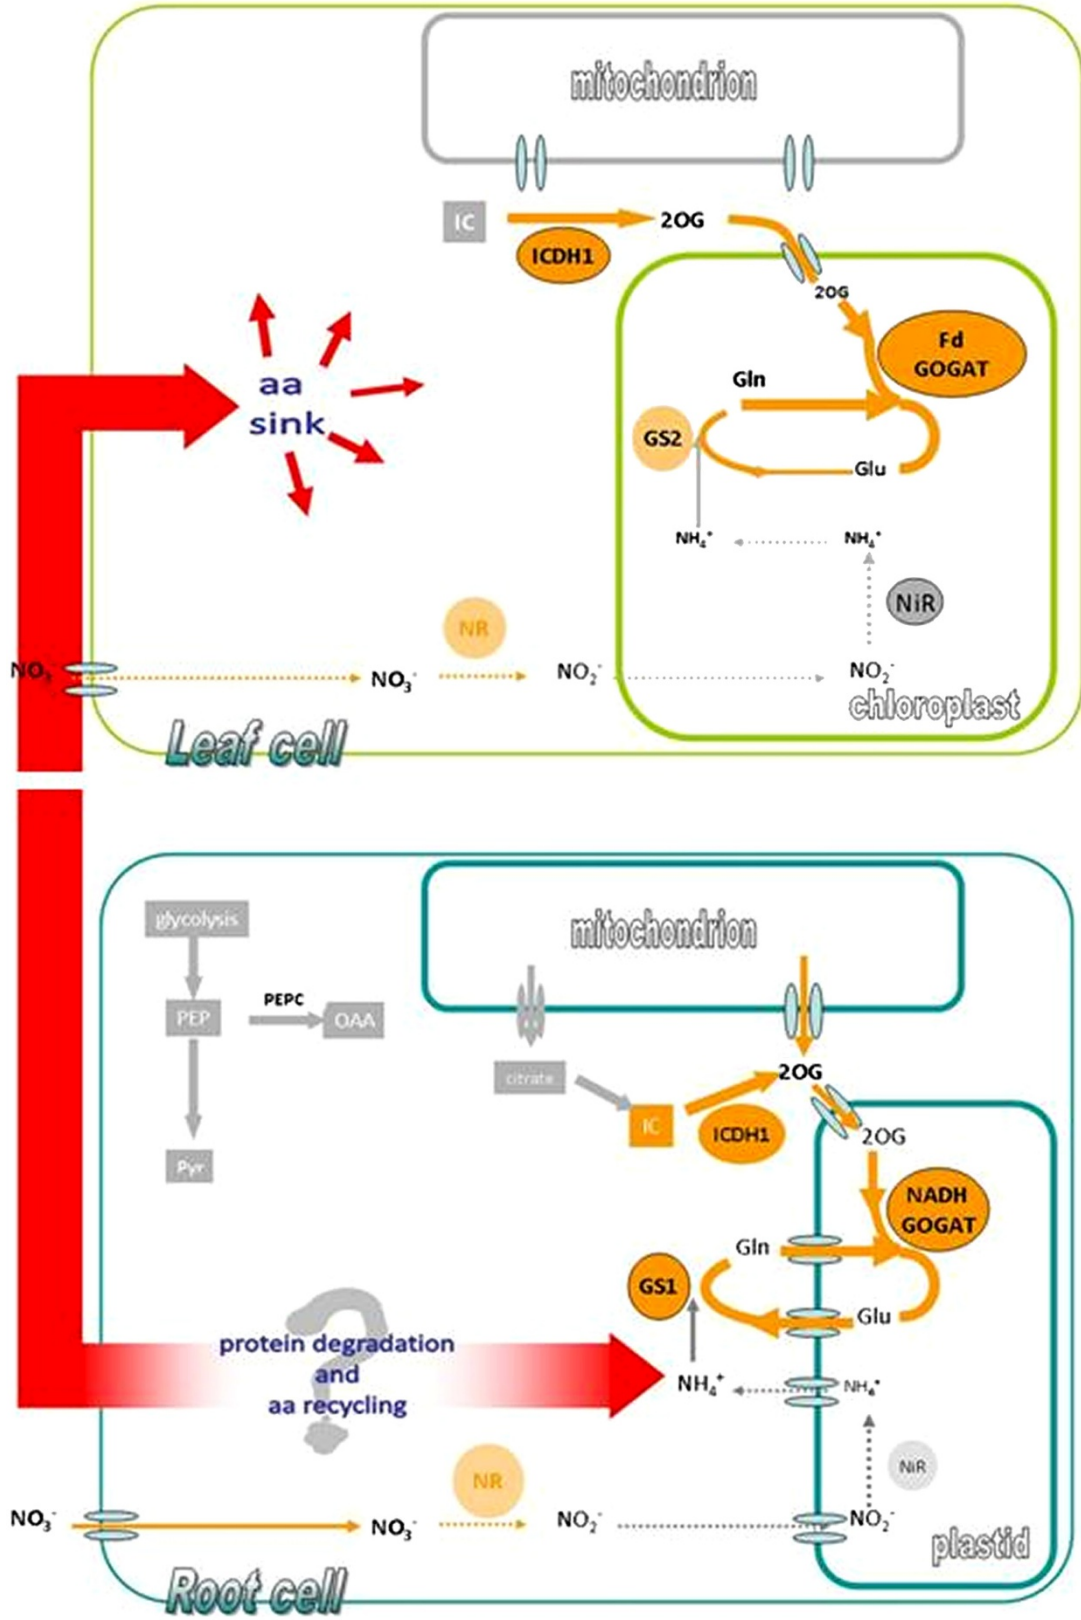 mitochondrion
IC
2OG
ICDH1
2OG
Fd
GOGAT
Gln
aa
sink
GS2
Glu
NH₄⁺
NH₄⁺
NiR
NR
NO₃⁻
NO₃⁻
NO₂⁻
NO₂⁻
chloroplast
Leaf cell
glycolysis
mitochondrion
PEP
PEPC
OAA
citrate
2OG
IC
ICDH1
2OG
Pyr
NADH
GOGAT
Gln
GS1
Glu
?
protein degradation
and
aa recycling
NH₄⁺
NH₄⁺
NR
NiR
NO₃⁻
NO₃⁻
NO₂⁻
NO₂⁻
plastid
Root cell